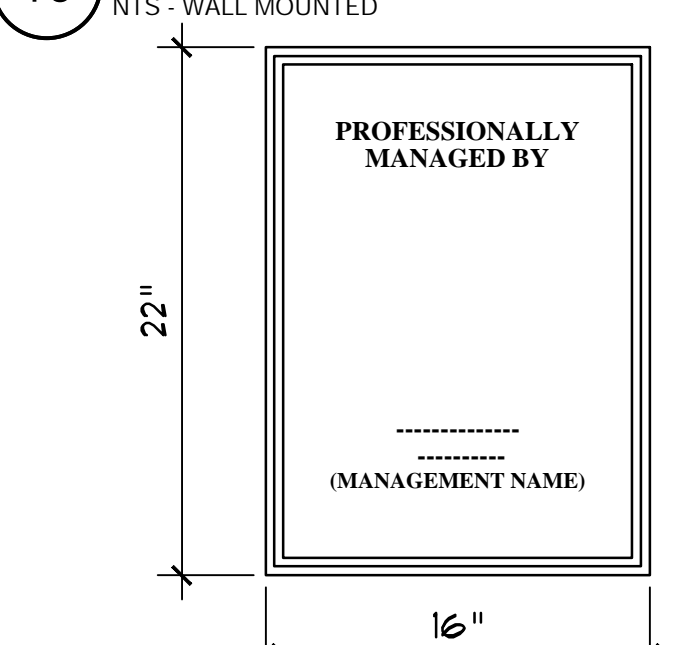 NTS - WALL MOUNTED
PROFESSIONALLY
MANAGED BY
22"
--------------
----------
(MANAGEMENT NAME)
16"